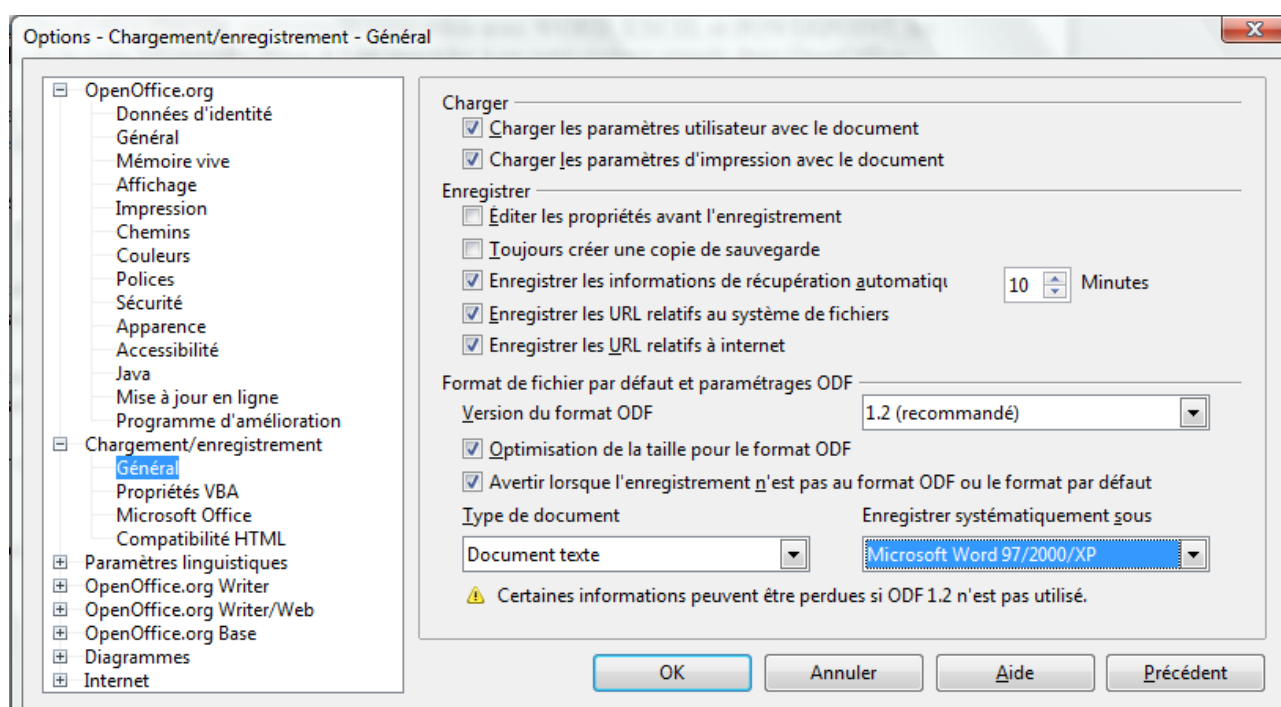 Options - Chargement/enregistrement - Général
OpenOffice.org
Données d'identité
Général
Mémoire vive
Affichage
Impression
Chemins
Couleurs
Polices
Sécurité
Apparence
Accessibilité
Java
Mise à jour en ligne
Programme d'amélioration
Chargement/enregistrement
Général
Propriétés VBA
Microsoft Office
Compatibilité HTML
Paramètres linguistiques
OpenOffice.org Writer
OpenOffice.org Writer/Web
OpenOffice.org Base
Diagrammes
Internet
Charger
Charger les paramètres utilisateur avec le document
Charger les paramètres d'impression avec le document
Enregistrer
Éditer les propriétés avant l'enregistrement
Toujours créer une copie de sauvegarde
Enregistrer les informations de récupération automatiqu 10 Minutes
Enregistrer les URL relatifs au système de fichiers
Enregistrer les URL relatifs à internet
Format de fichier par défaut et paramétrages ODF
Version du format ODF 1.2 (recommandé)
Optimisation de la taille pour le format ODF
Avertir lorsque l'enregistrement n'est pas au format ODF ou le format par défaut
Type de document Enregistrer systématiquement sous
Document texte Microsoft Word 97/2000/XP
Certaines informations peuvent être perdues si ODF 1.2 n'est pas utilisé.
OK Annuler Aide Précédent